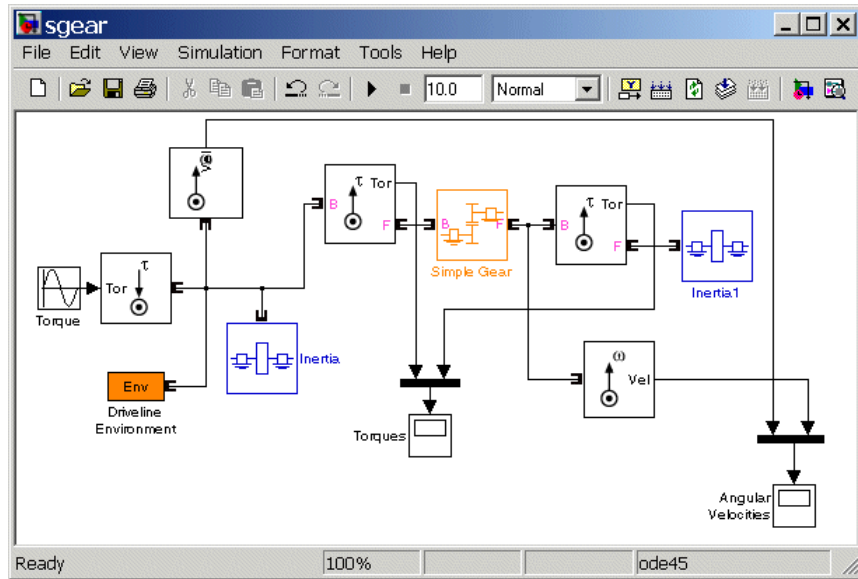 sgear
File Edit View Simulation Format Tools Help
10.0 Normal
ω Vel
τ Tor
B
F
B F
Simple Gear
τ Tor
B
F
Inertia1
Torque
Tor τ
Inertia
Env
Driveline
Environment
ω
Vel
Torques
Angular
Velocities
Ready 100% ode45